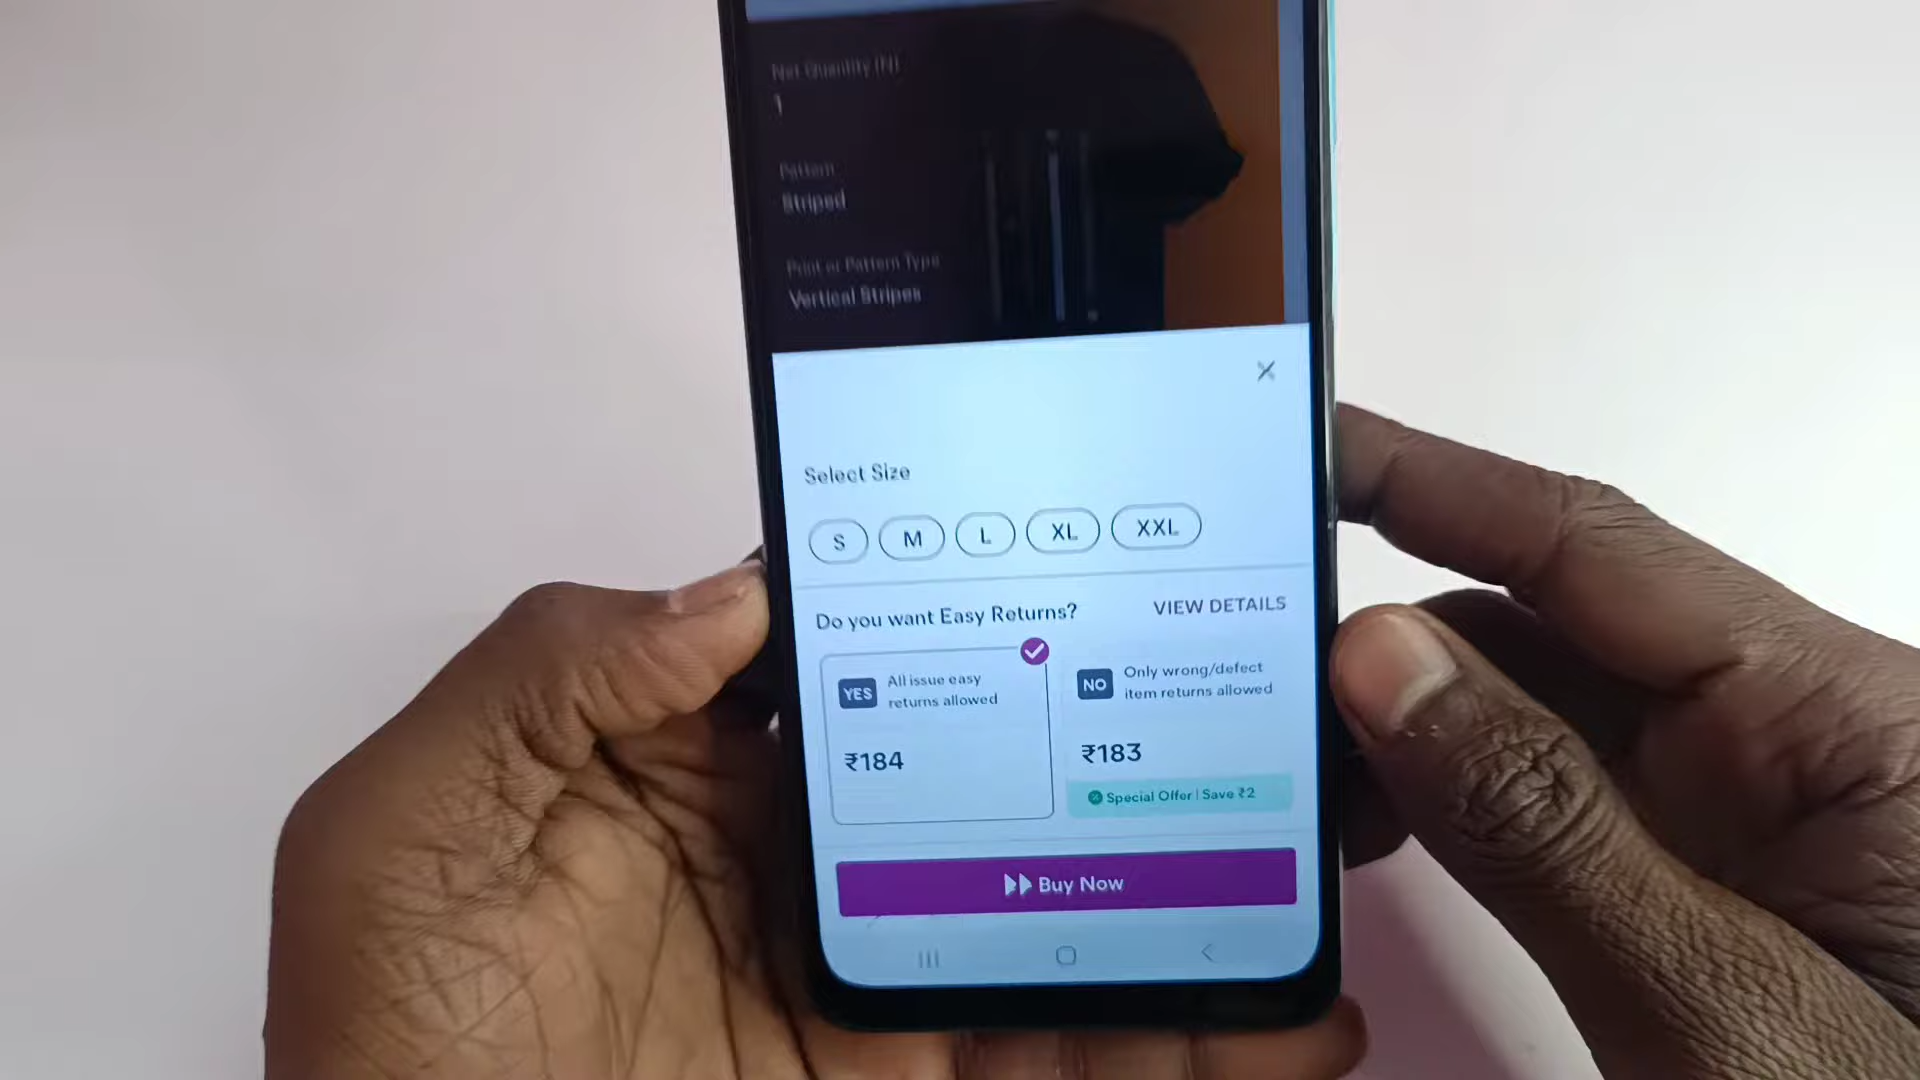 Net Quantity (N)
1
Pattern
Striped
Print or Pattern Type
Vertical Stripes
Select Size
S M L XL XXL
Do you want Easy Returns? VIEW DETAILS
YES All issue easy
returns allowed
₹184
NO Only wrong/defect
item returns allowed
₹183
Special Offer | Save ₹2
Buy Now